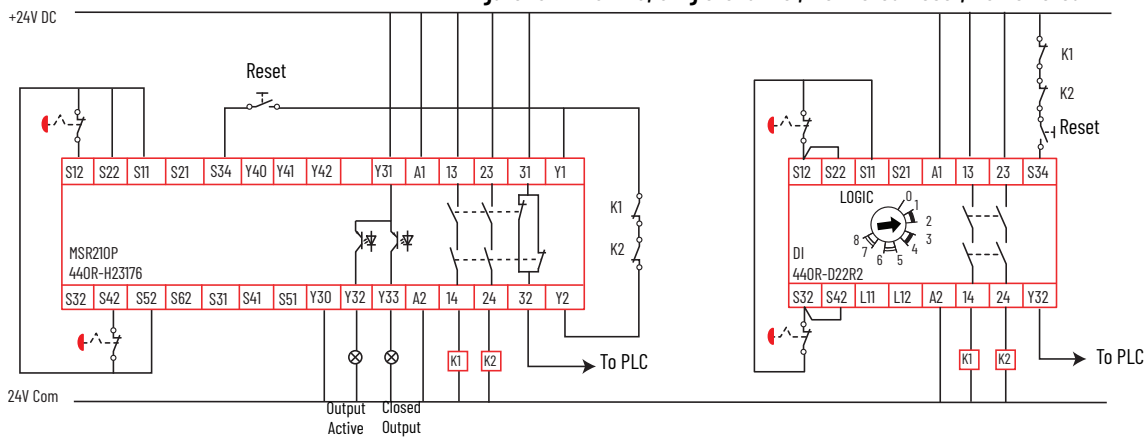 +24V DC
Reset
K1
K2
Reset
S12 S22 S11 S21 S34 Y40 Y41 Y42 Y31 A1 13 23 31 Y1
S12 S22 S11 S21 A1 13 23 S34
LOGIC
0
1
2
3
4
5
6
7
8
K1
K2
MSR210P
440R-H23176
DI
440R-D22R2
S32 S42 S52 S62 S31 S41 S51 Y30 Y32 Y33 A2 14 24 32 Y2
S32 S42 L11 L12 A2 14 24 Y32
K1 K2
To PLC
K1 K2
To PLC
24V Com
Output
Active
Closed
Output